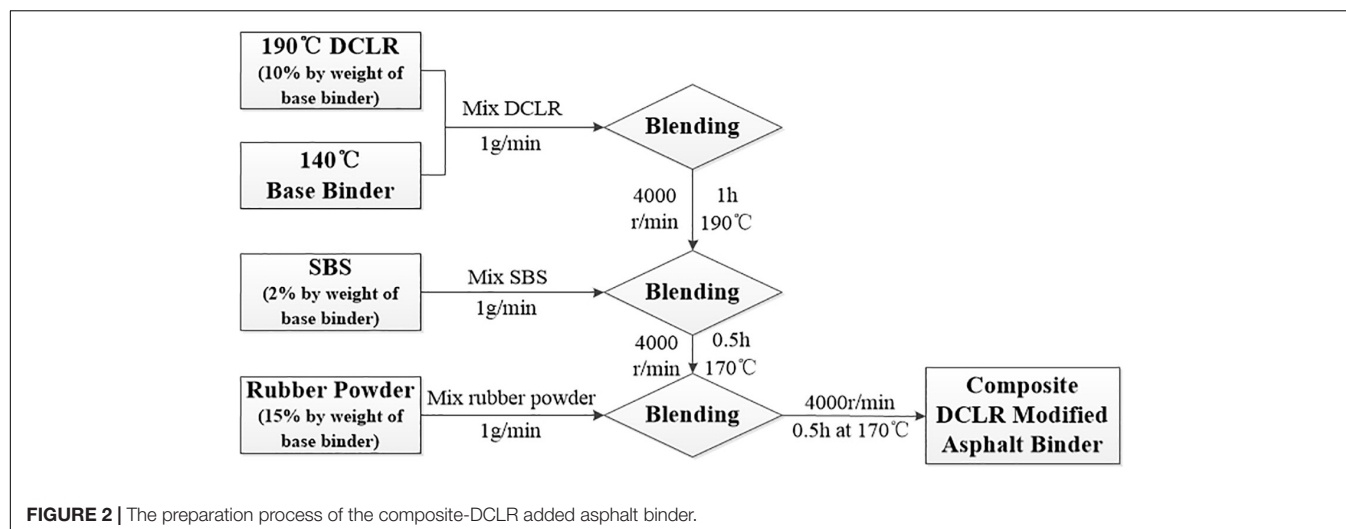 190℃ DCLR
(10% by weight of
base binder)
Mix DCLR
1g/min
Blending
140℃
Base Binder
4000
r/min
1h
190℃
SBS
(2% by weight of
base binder)
Mix SBS
1g/min
Blending
4000
r/min
0.5h
170℃
Rubber Powder
(15% by weight of
base binder)
Mix rubber powder
1g/min
Blending
4000r/min
0.5h at 170℃
Composite
DCLR Modified
Asphalt Binder
FIGURE 2 | The preparation process of the composite-DCLR added asphalt binder.